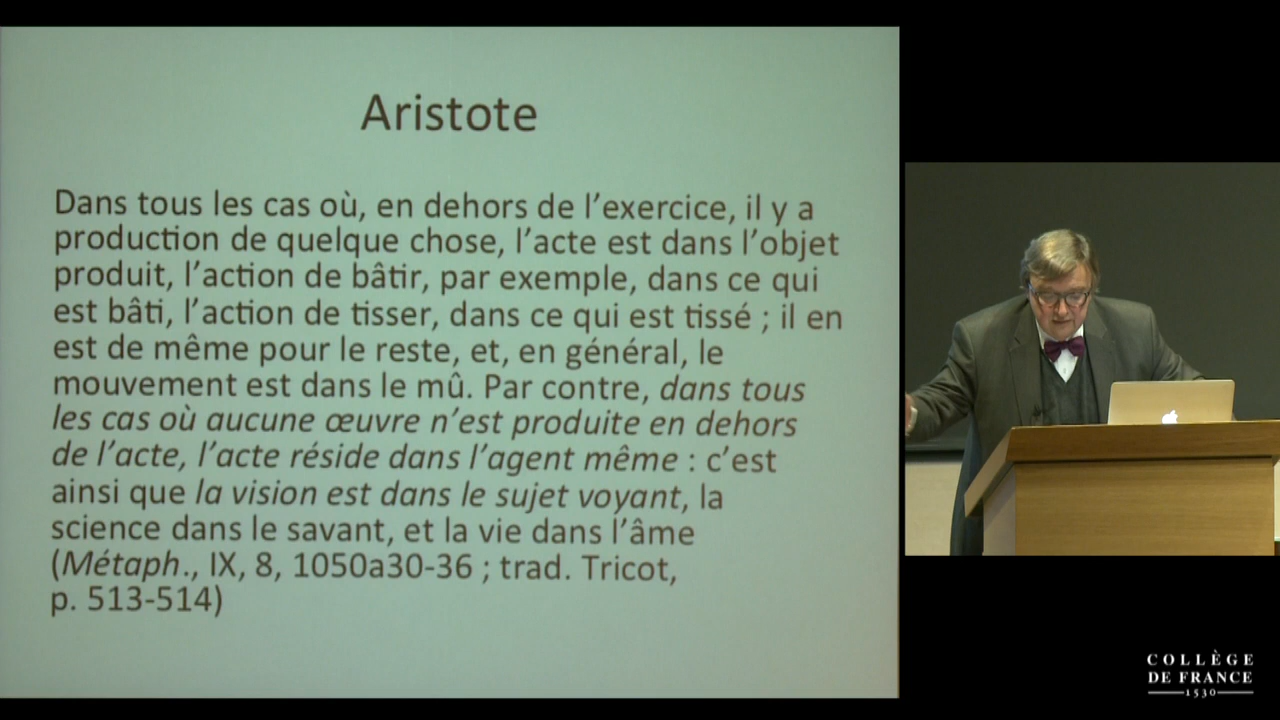 Aristote
Dans tous les cas où, en dehors de l'exercice, il y a
production de quelque chose, l'acte est dans l'objet
produit, l'action de bâtir, par exemple, dans ce qui
est bâti, l'action de tisser, dans ce qui est tissé ; il en
est de même pour le reste, et, en général, le
mouvement est dans le mû. Par contre, dans tous
les cas où aucune œuvre n'est produite en dehors
de l'acte, l'acte réside dans l'agent même : c'est
ainsi que la vision est dans le sujet voyant, la
science dans le savant, et la vie dans l'âme
(Métaph., IX, 8, 1050a30-36 ; trad. Tricot,
p. 513-514)
COLLÈGE
DE FRANCE
1530